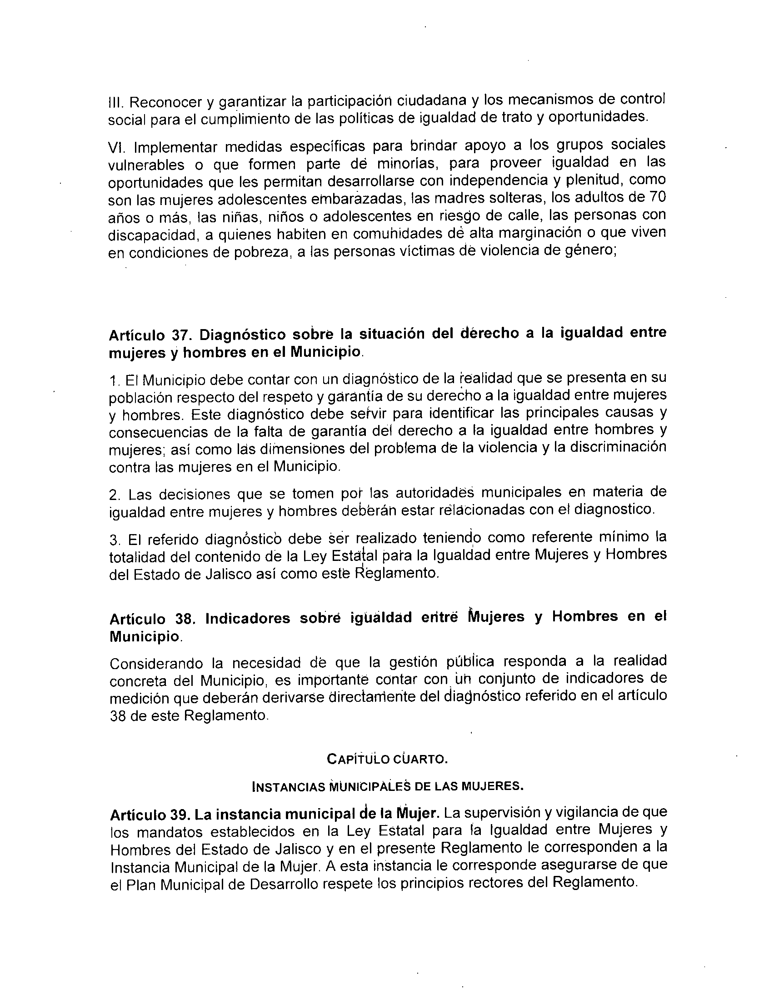 III. Reconocer y garantizar la participación ciudadana y los mecanismos de control
social para el cumplimiento de las políticas de igualdad de trato y oportunidades.
VI. Implementar medidas específicas para brindar apoyo a los grupos sociales
vulnerables o que formen parte de minorías, para proveer igualdad en las
oportunidades que les permitan desarrollarse con independencia y plenitud, como
son las mujeres adolescentes embarazadas, las madres solteras, los adultos de 70
años o más, las niñas, niños o adolescentes en riesgo de calle, las personas con
discapacidad, a quienes habiten en comunidades de alta marginación o que viven
en condiciones de pobreza, a las personas víctimas de violencia de género;
Artículo 37. Diagnóstico sobre la situación del derecho a la igualdad entre
mujeres y hombres en el Municipio.
1. El Municipio debe contar con un diagnóstico de la realidad que se presenta en su
población respecto del respeto y garantía de su derecho a la igualdad entre mujeres
y hombres. Este diagnóstico debe servir para identificar las principales causas y
consecuencias de la falta de garantía del derecho a la igualdad entre hombres y
mujeres; así como las dimensiones del problema de la violencia y la discriminación
contra las mujeres en el Municipio.
2. Las decisiones que se tomen por las autoridades municipales en materia de
igualdad entre mujeres y hombres deberán estar relacionadas con el diagnostico.
3. El referido diagnóstico debe ser realizado teniendo como referente mínimo la
totalidad del contenido de la Ley Estatal para la Igualdad entre Mujeres y Hombres
del Estado de Jalisco así como este Reglamento.
Artículo 38. Indicadores sobre igualdad entre Mujeres y Hombres en el
Municipio.
Considerando la necesidad de que la gestión pública responda a la realidad
concreta del Municipio, es importante contar con un conjunto de indicadores de
medición que deberán derivarse directamente del diagnóstico referido en el artículo
38 de este Reglamento.
CAPÍTULO CUARTO.
INSTANCIAS MUNICIPALES DE LAS MUJERES.
Artículo 39. La instancia municipal de la Mujer. La supervisión y vigilancia de que
los mandatos establecidos en la Ley Estatal para la Igualdad entre Mujeres y
Hombres del Estado de Jalisco y en el presente Reglamento le corresponden a la
Instancia Municipal de la Mujer. A esta instancia le corresponde asegurarse de que
el Plan Municipal de Desarrollo respete los principios rectores del Reglamento.